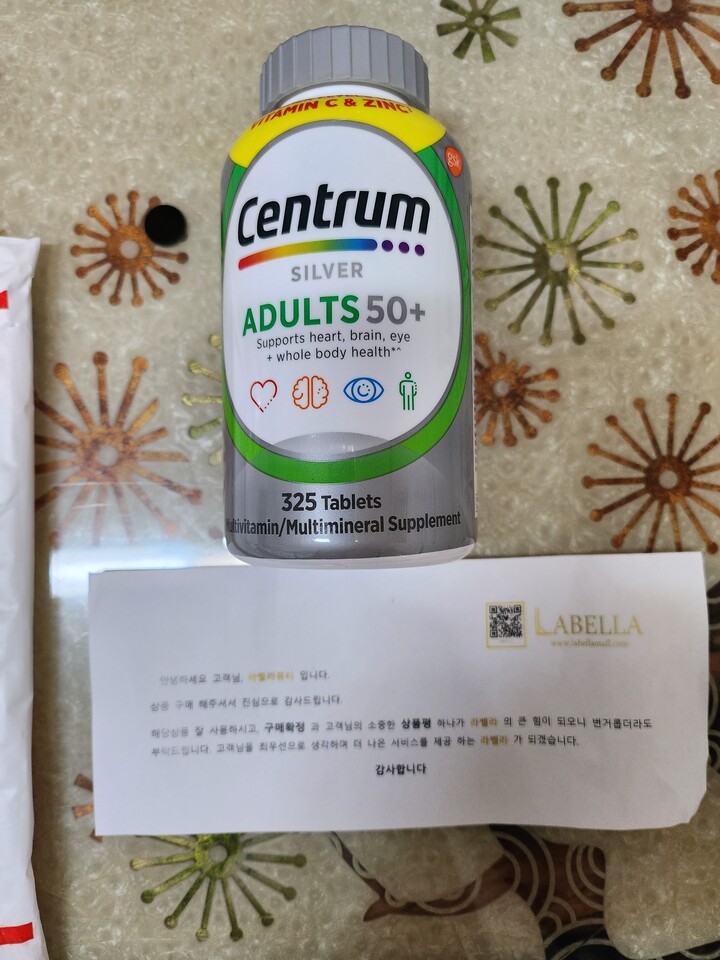 VITAMIN C & ZINC
gsk
Centrum
SILVER
ADULTS 50+
Supports heart, brain, eye
+ whole body health*^
325 Tablets
Multivitamin/Multimineral Supplement
LABELLA
www.labellamall.com
안녕하세요 고객님, 라벨라뷰티 입니다.
상품 구매 해주셔서 진심으로 감사드립니다.
해당상품 잘 사용하시고, 구매확정 과 고객님의 소중한 상품평 하나가 라벨라 의 큰 힘이 되오니 번거롭더라도
부탁드립니다. 고객님을 최우선으로 생각하며 더 나은 서비스를 제공 하는 라벨라 가 되겠습니다.
감사합니다